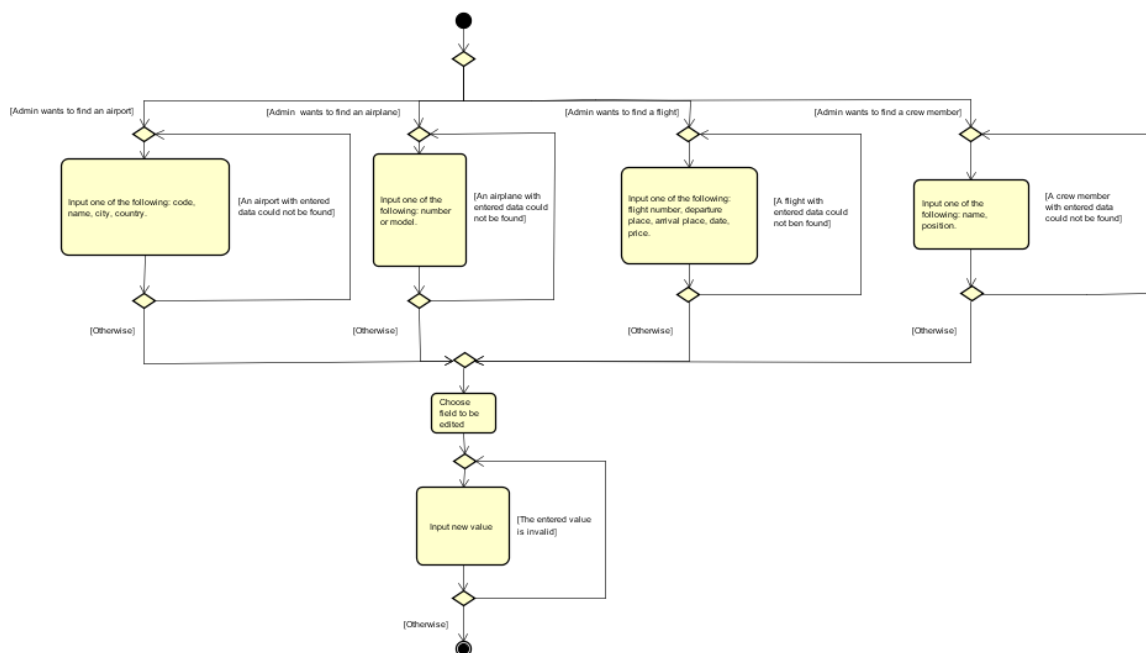 [Admin wants to find an airport]
[Admin  wants to find an airplane]
[Admin wants to find a flight]
[Admin wants to find a crew member]
Input one of the following: code,
name, city, country.
[An airport with entered
data could not be found]
Input one of the
following: number
or model.
[An airplane with
entered data could
not be found]
Input one of the following:
flight number, departure
place, arrival place, date,
price.
[A flight with
entered data could
not ben found]
Input one of the
following: name,
position.
[A crew member
with entered data
could not be found]
[Otherwise]
[Otherwise]
[Otherwise]
[Otherwise]
Choose
field to be
edited
Input new value
[The entered value
is invalid]
[Otherwise]